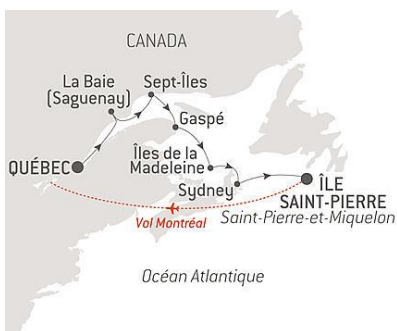 CANADA
La Baie
(Saguenay)
Sept-Îles
Gaspé
QUÉBEC
Îles de la
Madeleine
Sydney
ÎLE
SAINT-PIERRE
Saint-Pierre-et-Miquelon
Vol Montréal
Océan Atlantique